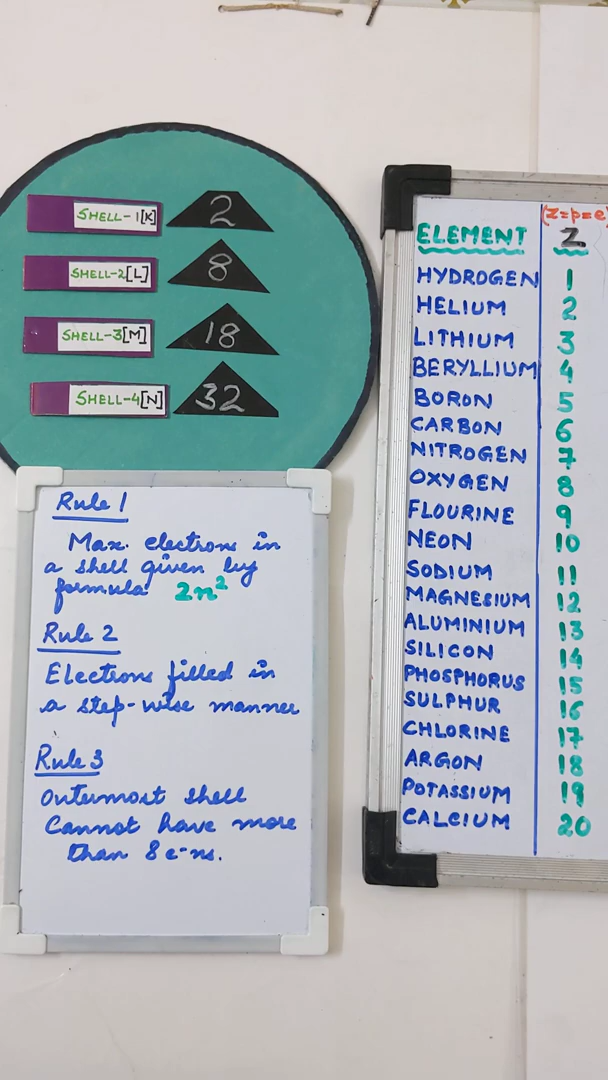 SHELL-1[K] 2
SHELL-2[L] 8
SHELL-3[M] 18
SHELL-4[N] 32
Rule 1
Max. electrons in
a shell given by
formula 2n²
Rule 2
Electrons filled in
a step-wise manner
Rule 3
Outermost shell
Cannot have more
than 8 e-ns.
(Z=p=e)
ELEMENT Z
HYDROGEN 1
HELIUM 2
LITHIUM 3
BERYLLIUM 4
BORON 5
CARBON 6
NITROGEN 7
OXYGEN 8
FLOURINE 9
NEON 10
SODIUM 11
MAGNESIUM 12
ALUMINIUM 13
SILICON 14
PHOSPHORUS 15
SULPHUR 16
CHLORINE 17
ARGON 18
POTASSIUM 19
CALCIUM 20